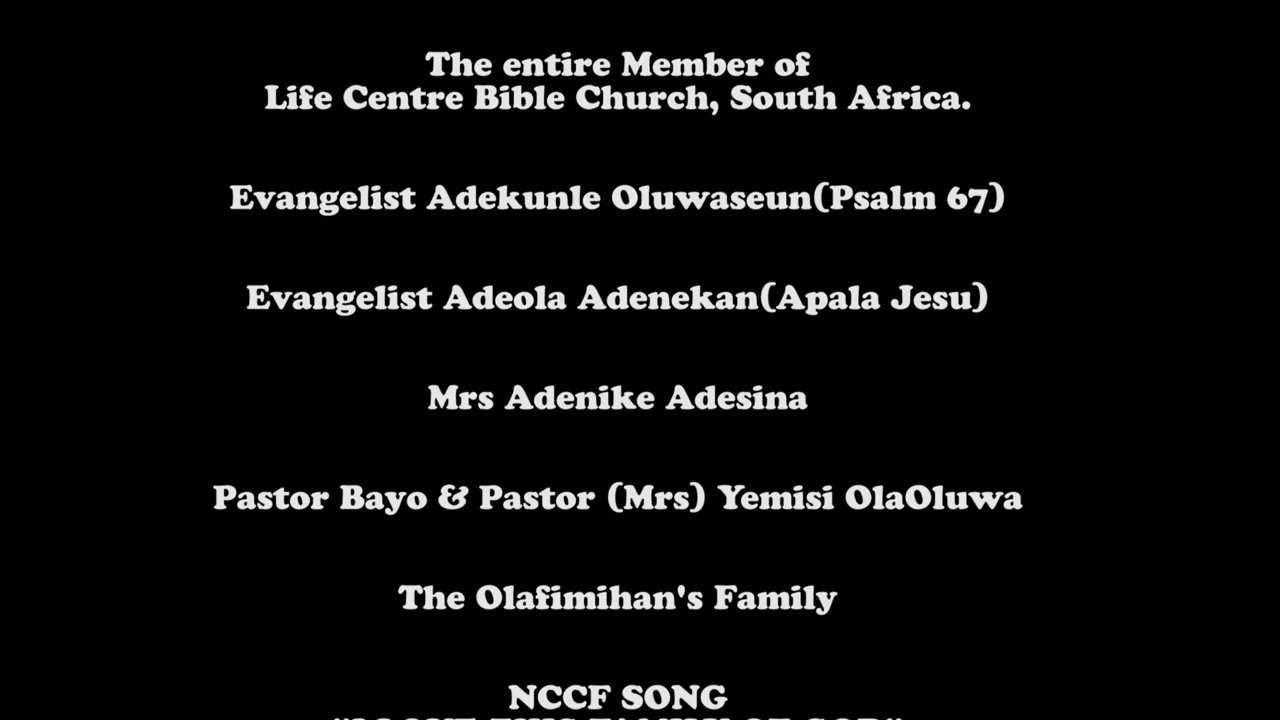 The entire Member of
Life Centre Bible Church, South Africa.
Evangelist Adekunle Oluwaseun(Psalm 67)
Evangelist Adeola Adenekan(Apala Jesu)
Mrs Adenike Adesina
Pastor Bayo & Pastor (Mrs) Yemisi OlaOluwa
The Olafimihan's Family
NCCF SONG